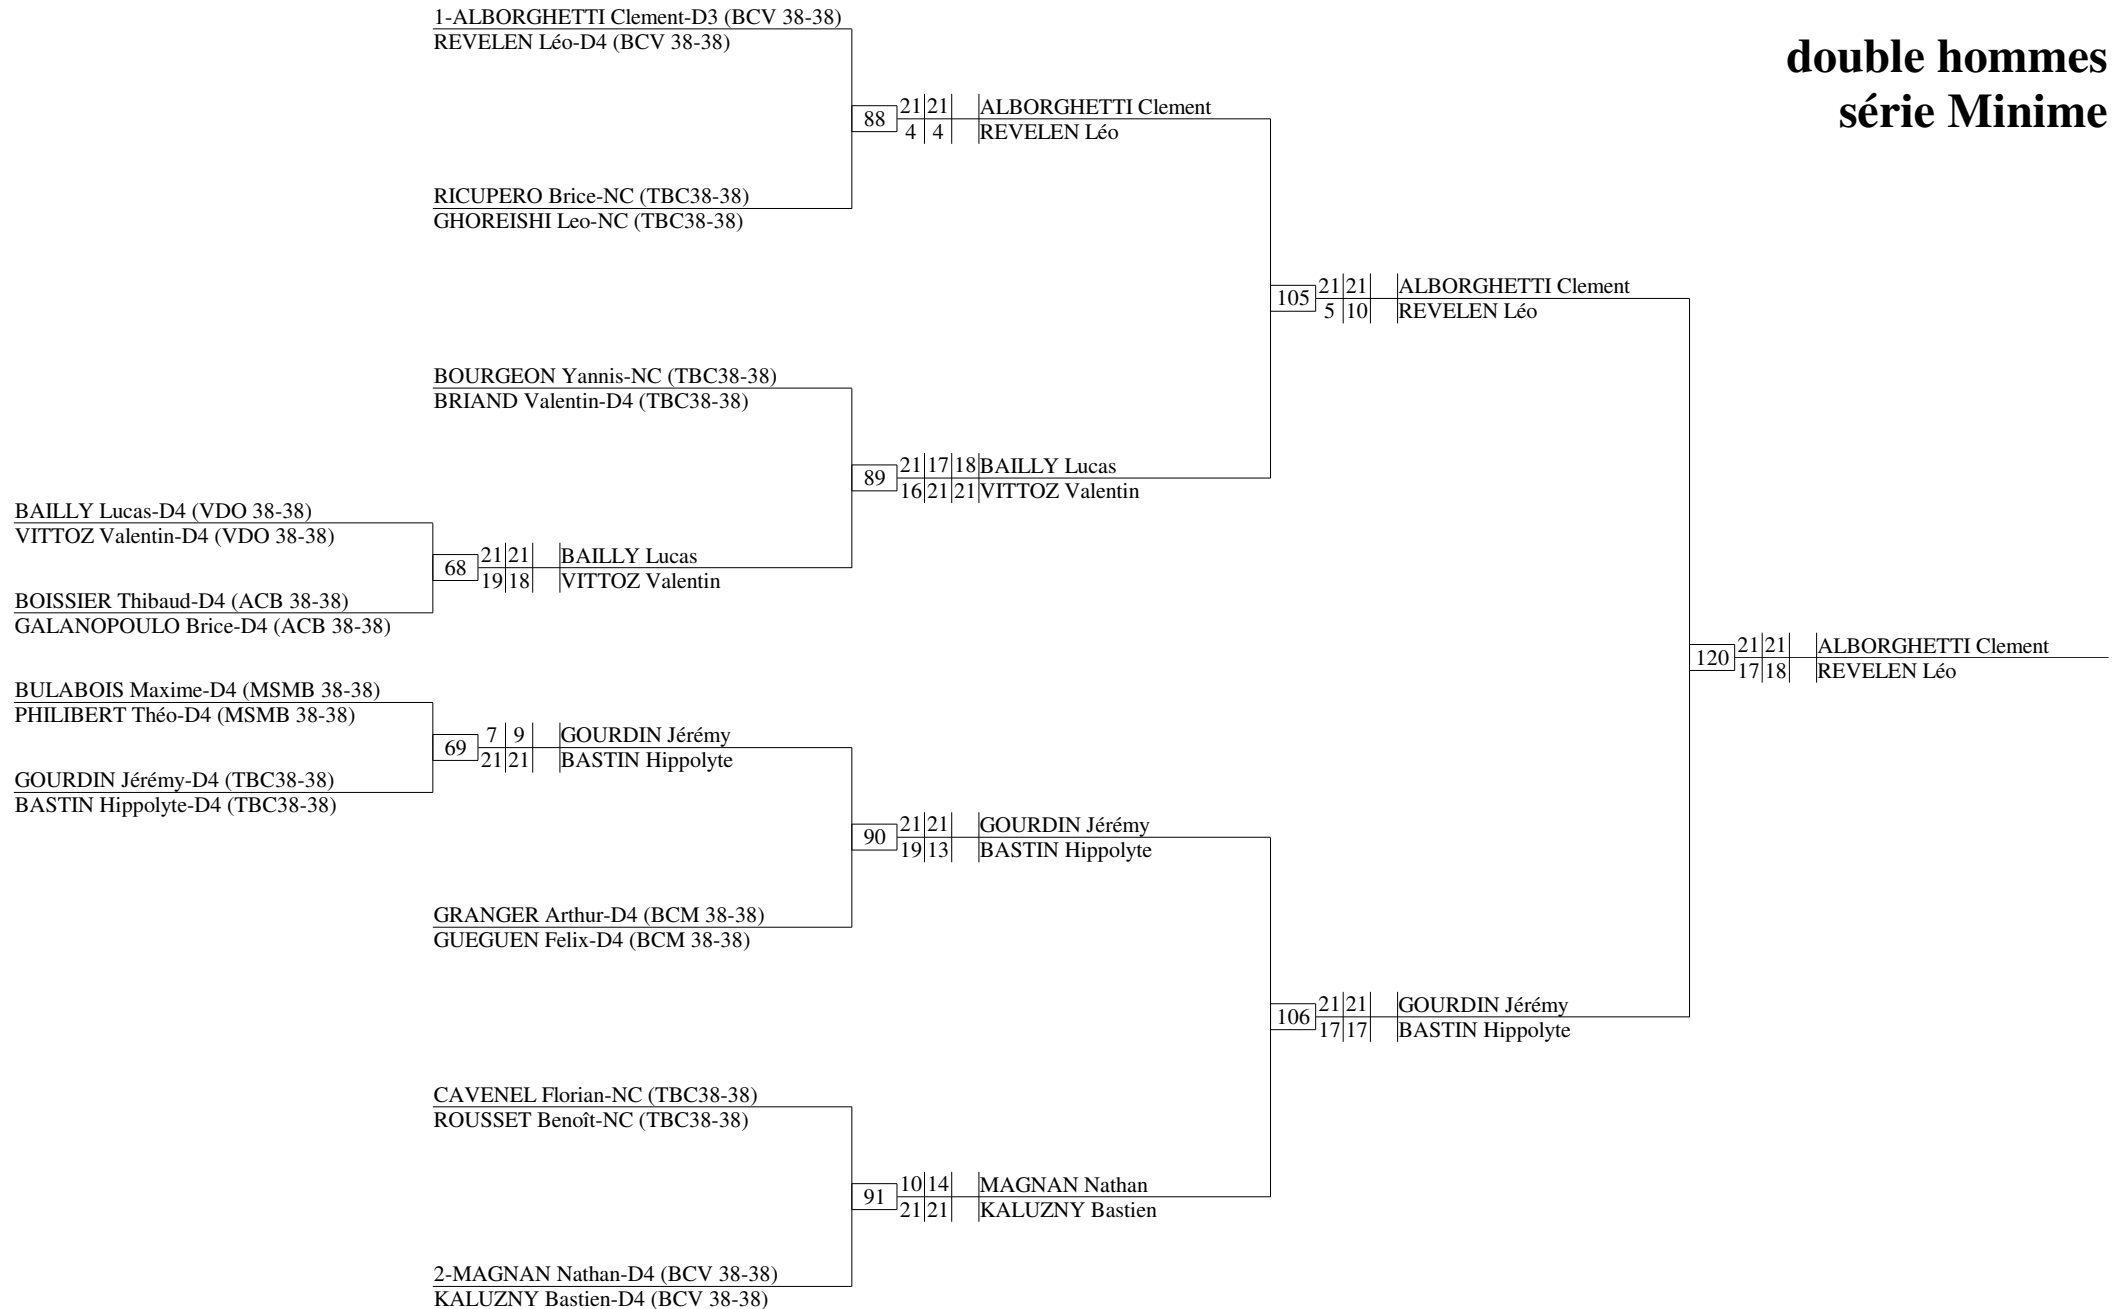 double hommes
série Minime
1-ALBORGHETTI Clement-D3 (BCV 38-38)
REVELEN Léo-D4 (BCV 38-38)
88 21 21 ALBORGHETTI Clement
4 4 REVELEN Léo
RICUPERO Brice-NC (TBC38-38)
GHOREISHI Leo-NC (TBC38-38)
105 21 21 ALBORGHETTI Clement
5 10 REVELEN Léo
BOURGEON Yannis-NC (TBC38-38)
BRIAND Valentin-D4 (TBC38-38)
89 21 17 18 BAILLY Lucas
16 21 21 VITTOZ Valentin
BAILLY Lucas-D4 (VDO 38-38)
VITTOZ Valentin-D4 (VDO 38-38)
68 21 21 BAILLY Lucas
19 18 VITTOZ Valentin
BOISSIER Thibaud-D4 (ACB 38-38)
GALANOPOULO Brice-D4 (ACB 38-38)
120 21 21 ALBORGHETTI Clement
17 18 REVELEN Léo
BULABOIS Maxime-D4 (MSMB 38-38)
PHILIBERT Théo-D4 (MSMB 38-38)
69 7 9 GOURDIN Jérémy
21 21 BASTIN Hippolyte
GOURDIN Jérémy-D4 (TBC38-38)
BASTIN Hippolyte-D4 (TBC38-38)
90 21 21 GOURDIN Jérémy
19 13 BASTIN Hippolyte
GRANGER Arthur-D4 (BCM 38-38)
GUEGUEN Felix-D4 (BCM 38-38)
106 21 21 GOURDIN Jérémy
17 17 BASTIN Hippolyte
CAVENEL Florian-NC (TBC38-38)
ROUSSET Benoît-NC (TBC38-38)
91 10 14 MAGNAN Nathan
21 21 KALUZNY Bastien
2-MAGNAN Nathan-D4 (BCV 38-38)
KALUZNY Bastien-D4 (BCV 38-38)